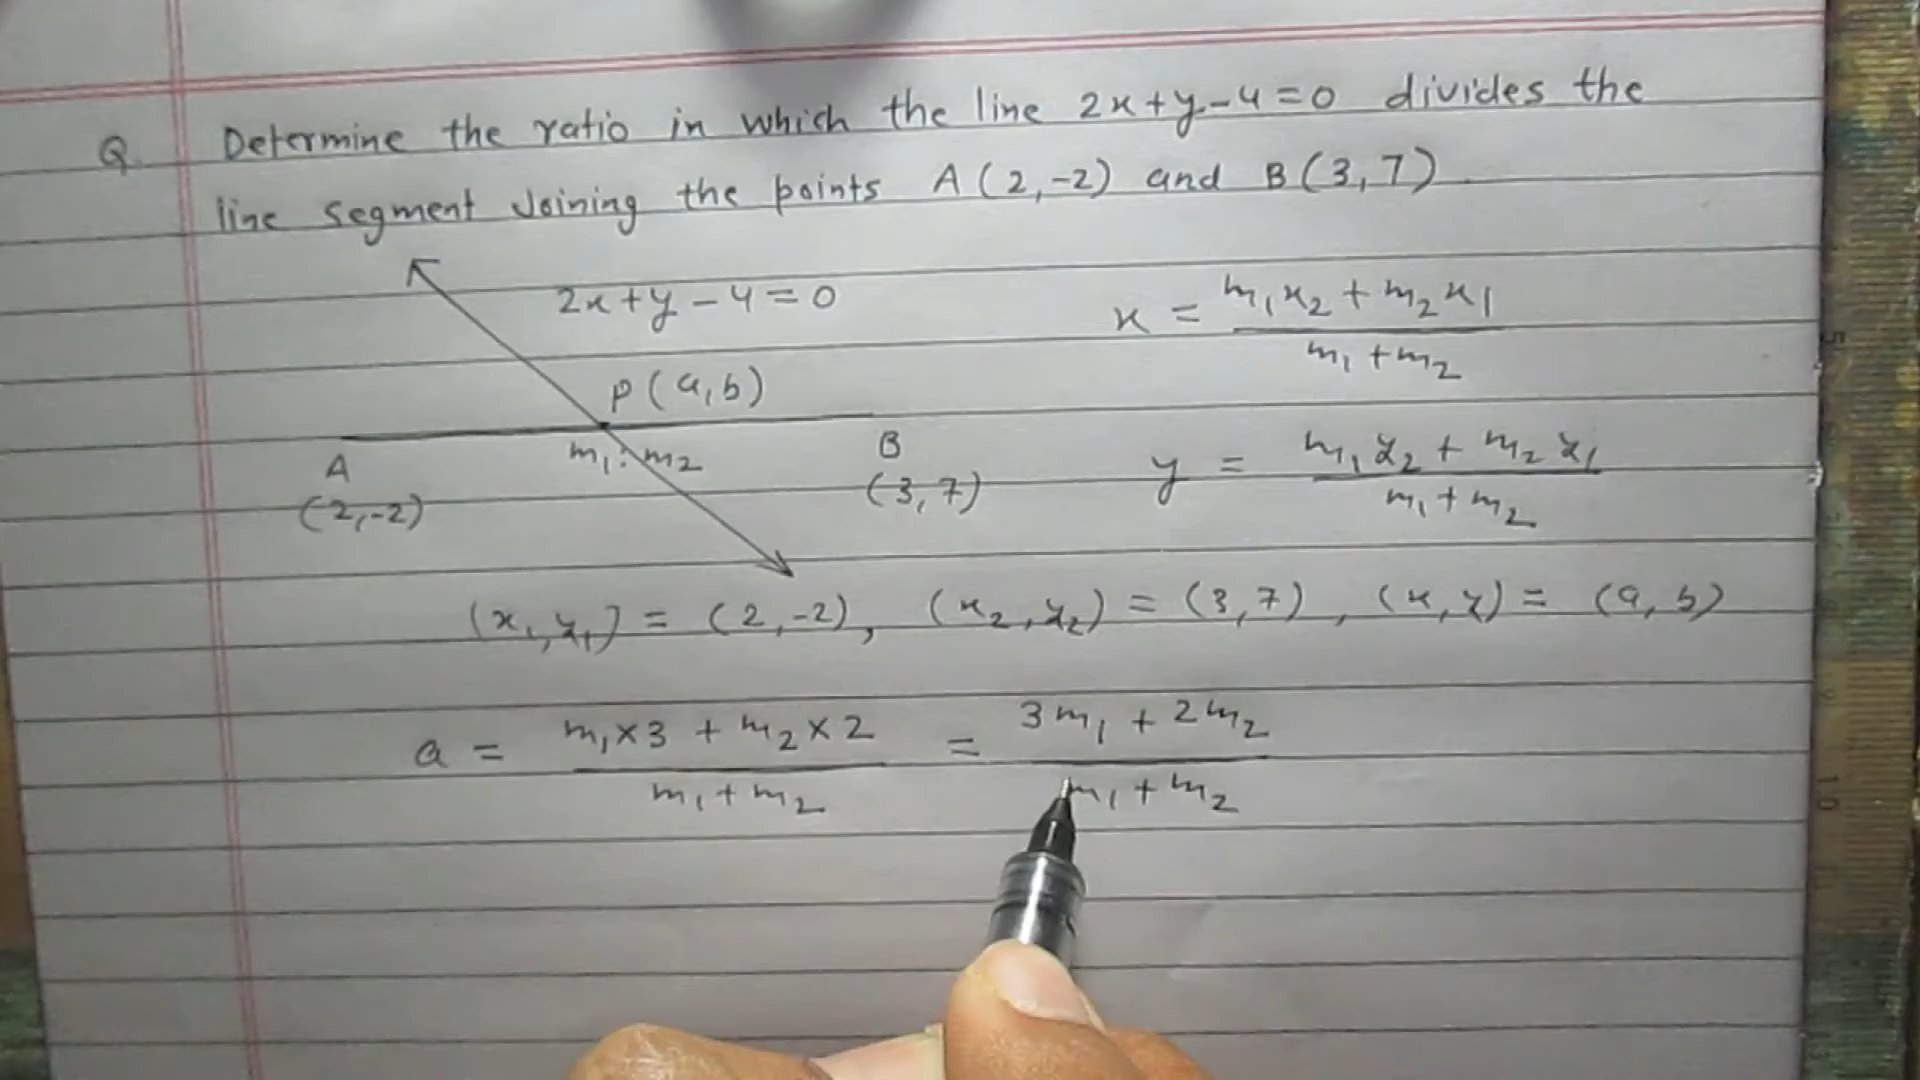 Q. Determine the ratio in which the line 2x+y-4=0 divides the
line segment Joining the points A(2,-2) and B(3,7)
2x+y-4=0
P(a,b)
m₁:m₂
A
(2,-2)
B
(3,7)
x = (m₁x₂ + m₂x₁)/(m₁+m₂)
y = (m₁y₂ + m₂y₁)/(m₁+m₂)
(x₁,y₁) = (2,-2), (x₂,y₂) = (3,7), (x,y) = (a,b)
a = (m₁×3 + m₂×2)/(m₁+m₂) = (3m₁ + 2m₂)/(m₁+m₂)